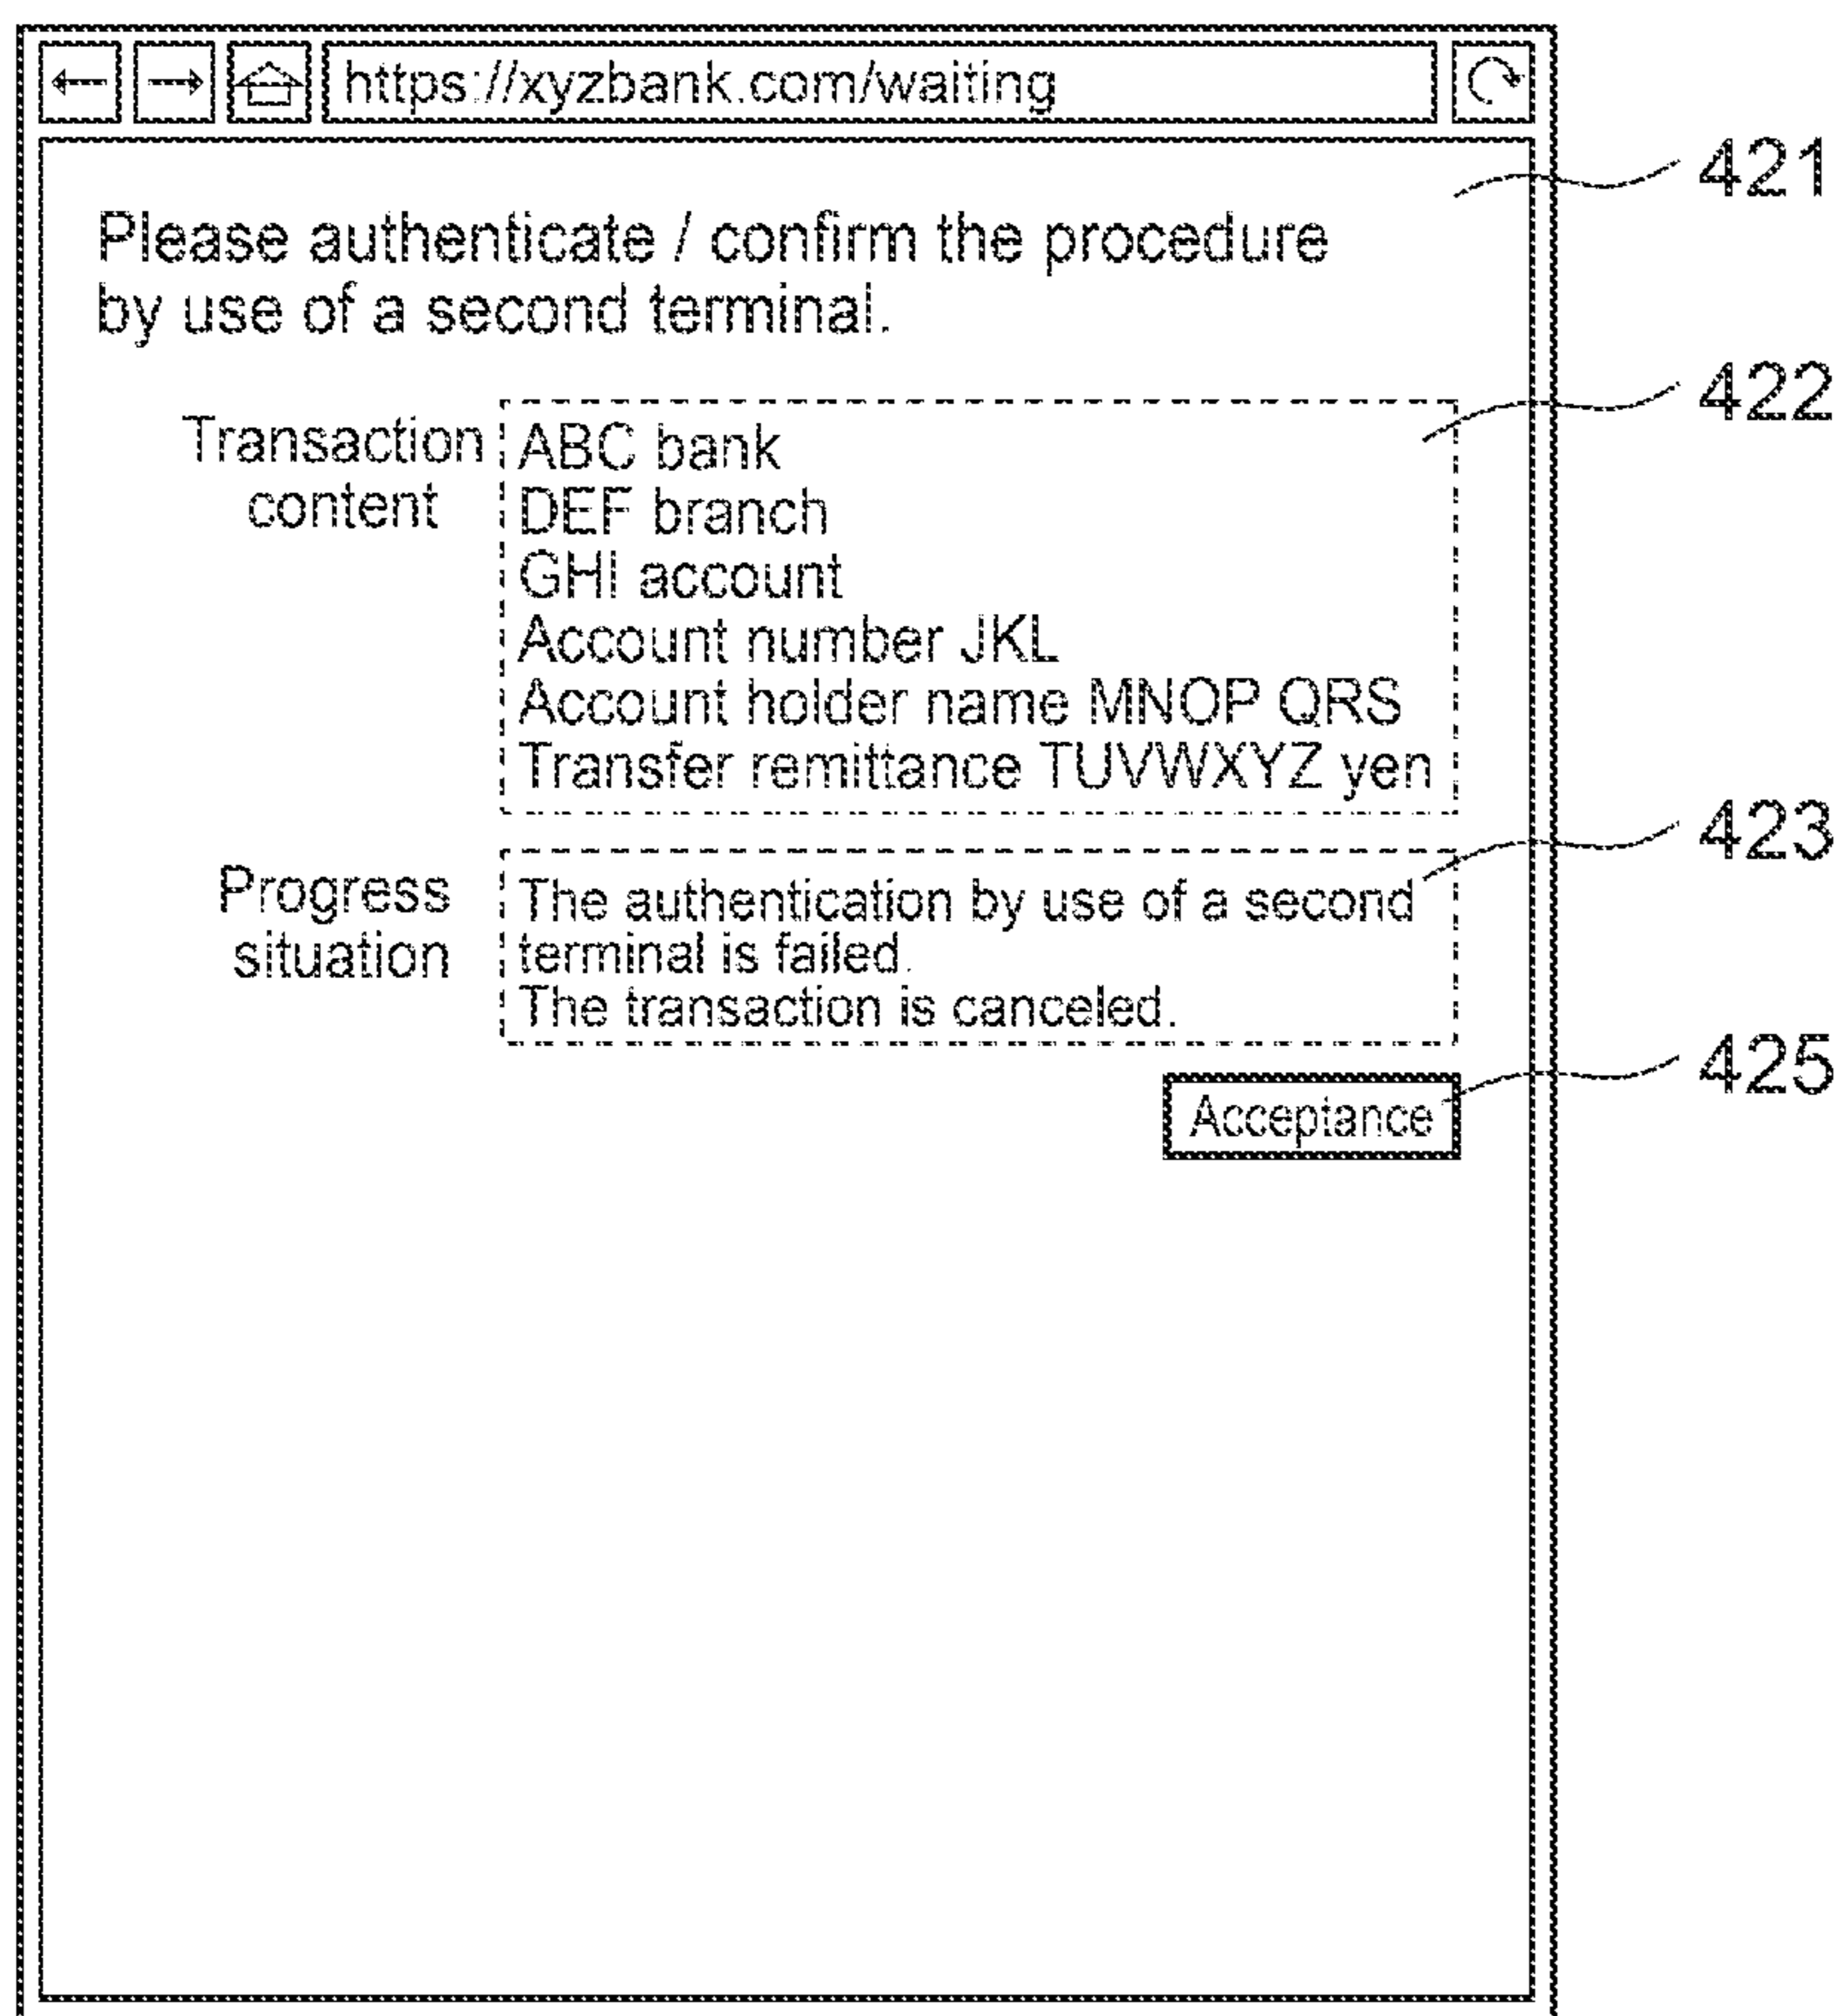 https://xyzbank.com/waiting
421
Please authenticate / confirm the procedure
by use of a second terminal.
422
Transaction
content
ABC bank
DEF branch
GHI account
Account number JKL
Account holder name MNOP QRS
Transfer remittance TUVWXYZ yen
423
Progress
situation
The authentication by use of a second
terminal is failed.
The transaction is canceled.
425
Acceptance